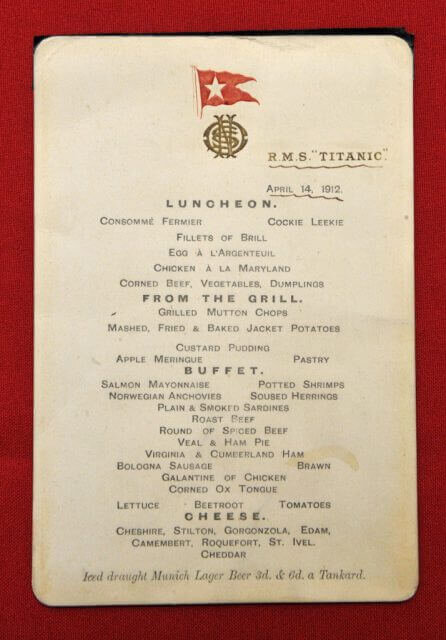 R.M.S. "TITANIC".
APRIL 14, 1912.
LUNCHEON.
CONSOMMÉ FERMIER COCKIE LEEKIE
FILLETS OF BRILL
EGG À L'ARGENTEUIL
CHICKEN À LA MARYLAND
CORNED BEEF, VEGETABLES, DUMPLINGS
FROM THE GRILL.
GRILLED MUTTON CHOPS
MASHED, FRIED & BAKED JACKET POTATOES
CUSTARD PUDDING
APPLE MERINGUE PASTRY
BUFFET.
SALMON MAYONNAISE POTTED SHRIMPS
NORWEGIAN ANCHOVIES SOUSED HERRINGS
PLAIN & SMOKED SARDINES
ROAST BEEF
ROUND OF SPICED BEEF
VEAL & HAM PIE
VIRGINIA & CUMBERLAND HAM
BOLOGNA SAUSAGE BRAWN
GALANTINE OF CHICKEN
CORNED OX TONGUE
LETTUCE BEETROOT TOMATOES
CHEESE.
CHESHIRE, STILTON, GORGONZOLA, EDAM,
CAMEMBERT, ROQUEFORT, ST. IVEL.
CHEDDAR
Iced draught Munich Lager Beer 3d. & 6d. a Tankard.